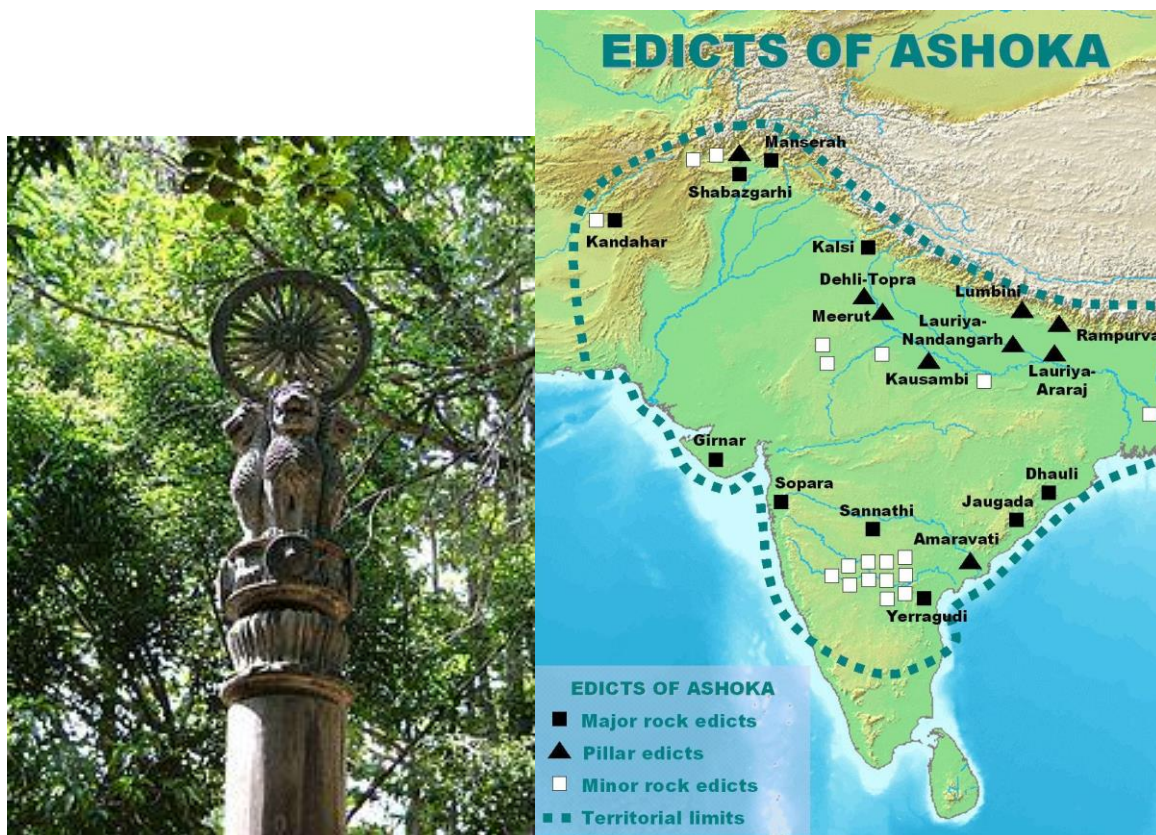 EDICTS OF ASHOKA
Manserah
Shabazgarhi
Kandahar
Kalsi
Dehli-Topra
Lumbini
Meerut
Lauriya-
Nandangarh
Rampurva
Kausambi
Lauriya-
Araraj
Girnar
Sopara
Dhauli
Sannathi
Jaugada
Amaravati
Yerragudi
EDICTS OF ASHOKA
Major rock edicts
Pillar edicts
Minor rock edicts
Territorial limits